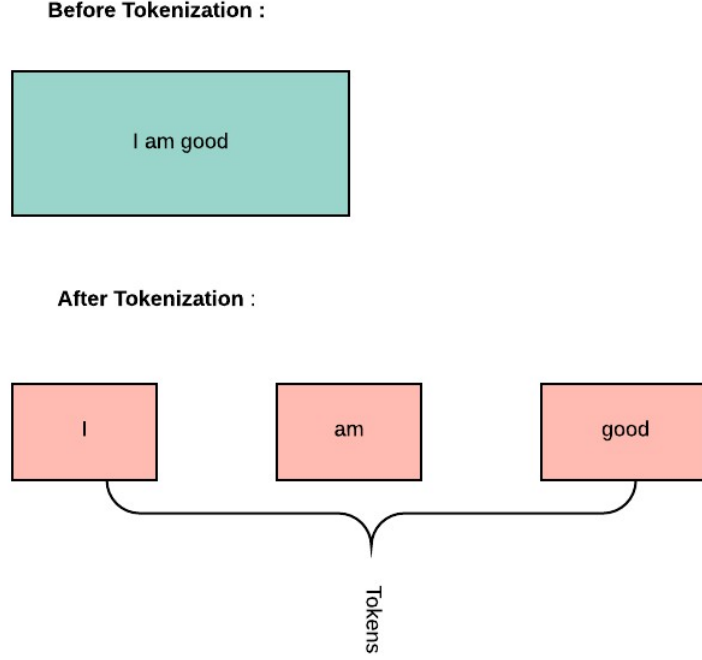 Before Tokenization :
I am good
After Tokenization :
I am good
Tokens